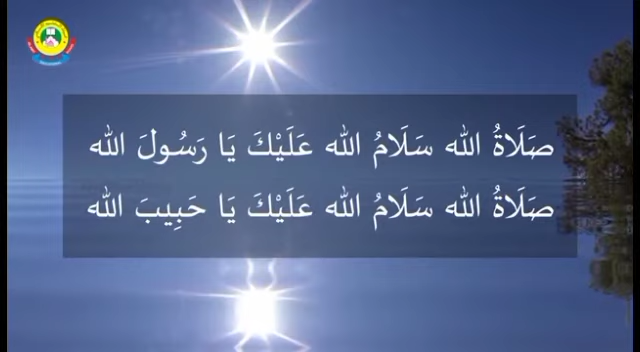 صَلَاةُ الله سَلَامُ الله عَلَيْكَ يَا رَسُولَ الله
صَلَاةُ الله سَلَامُ الله عَلَيْكَ يَا حَبِيبَ الله